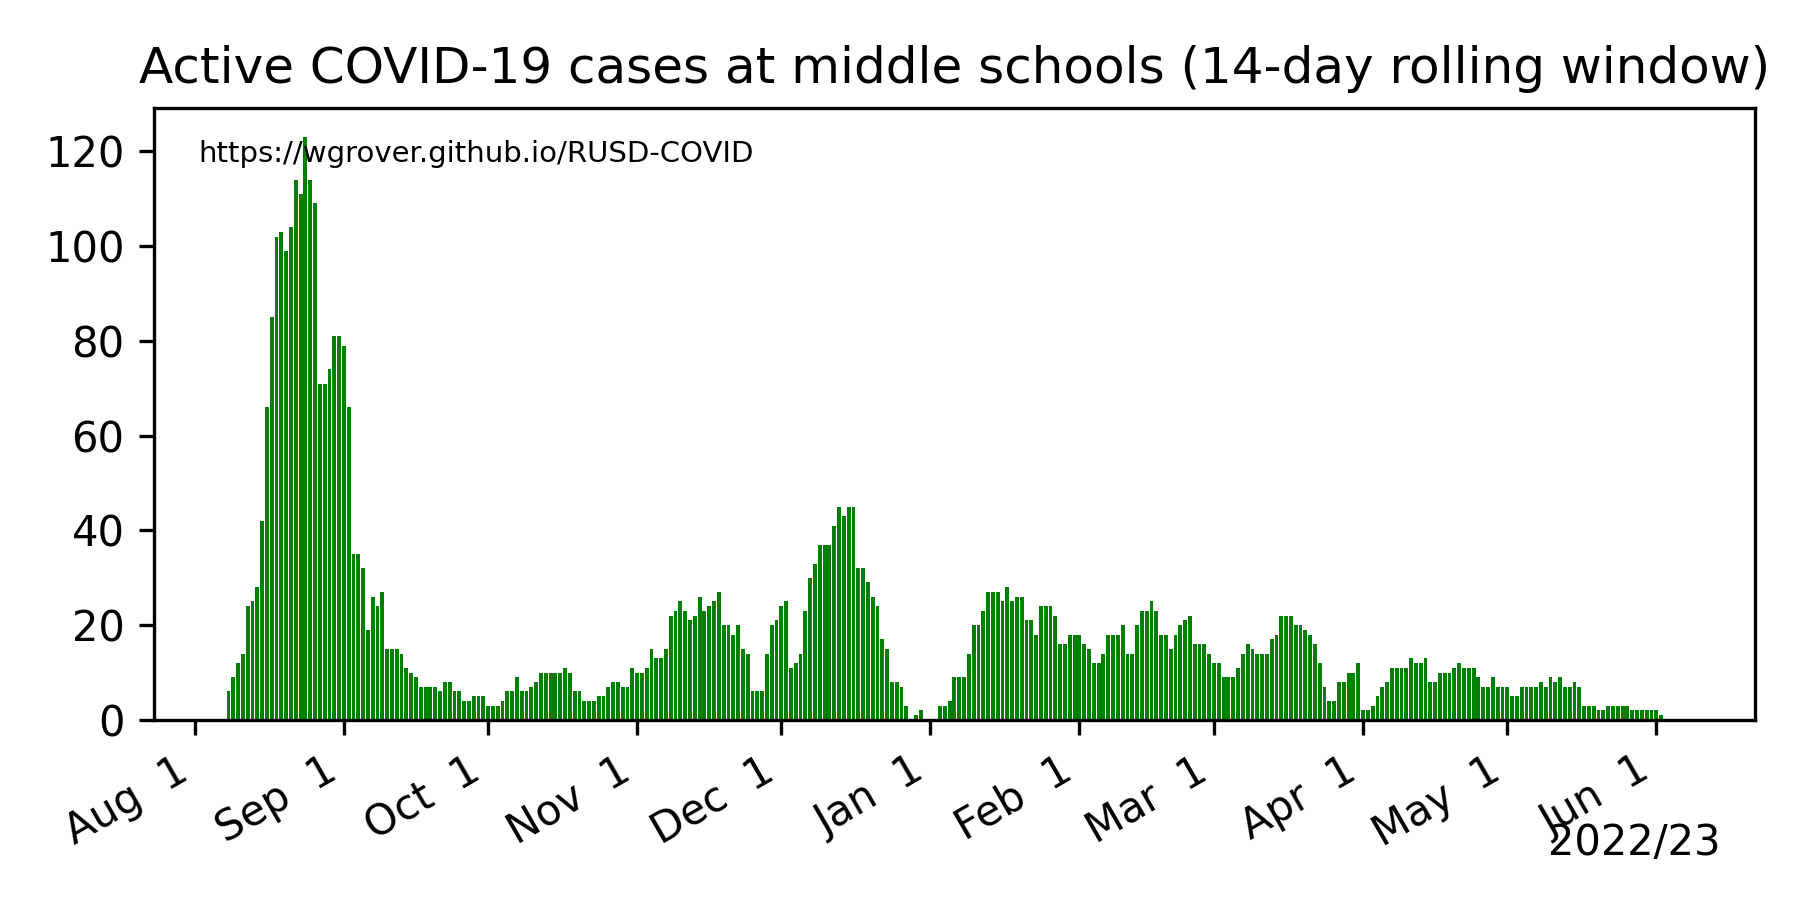 Active COVID-19 cases at middle schools (14-day rolling window)
https://wgrover.github.io/RUSD-COVID
120
100
80
60
40
20
0
Aug 1
Sep 1
Oct 1
Nov 1
Dec 1
Jan 1
Feb 1
Mar 1
Apr 1
May 1
Jun 1
2022/23